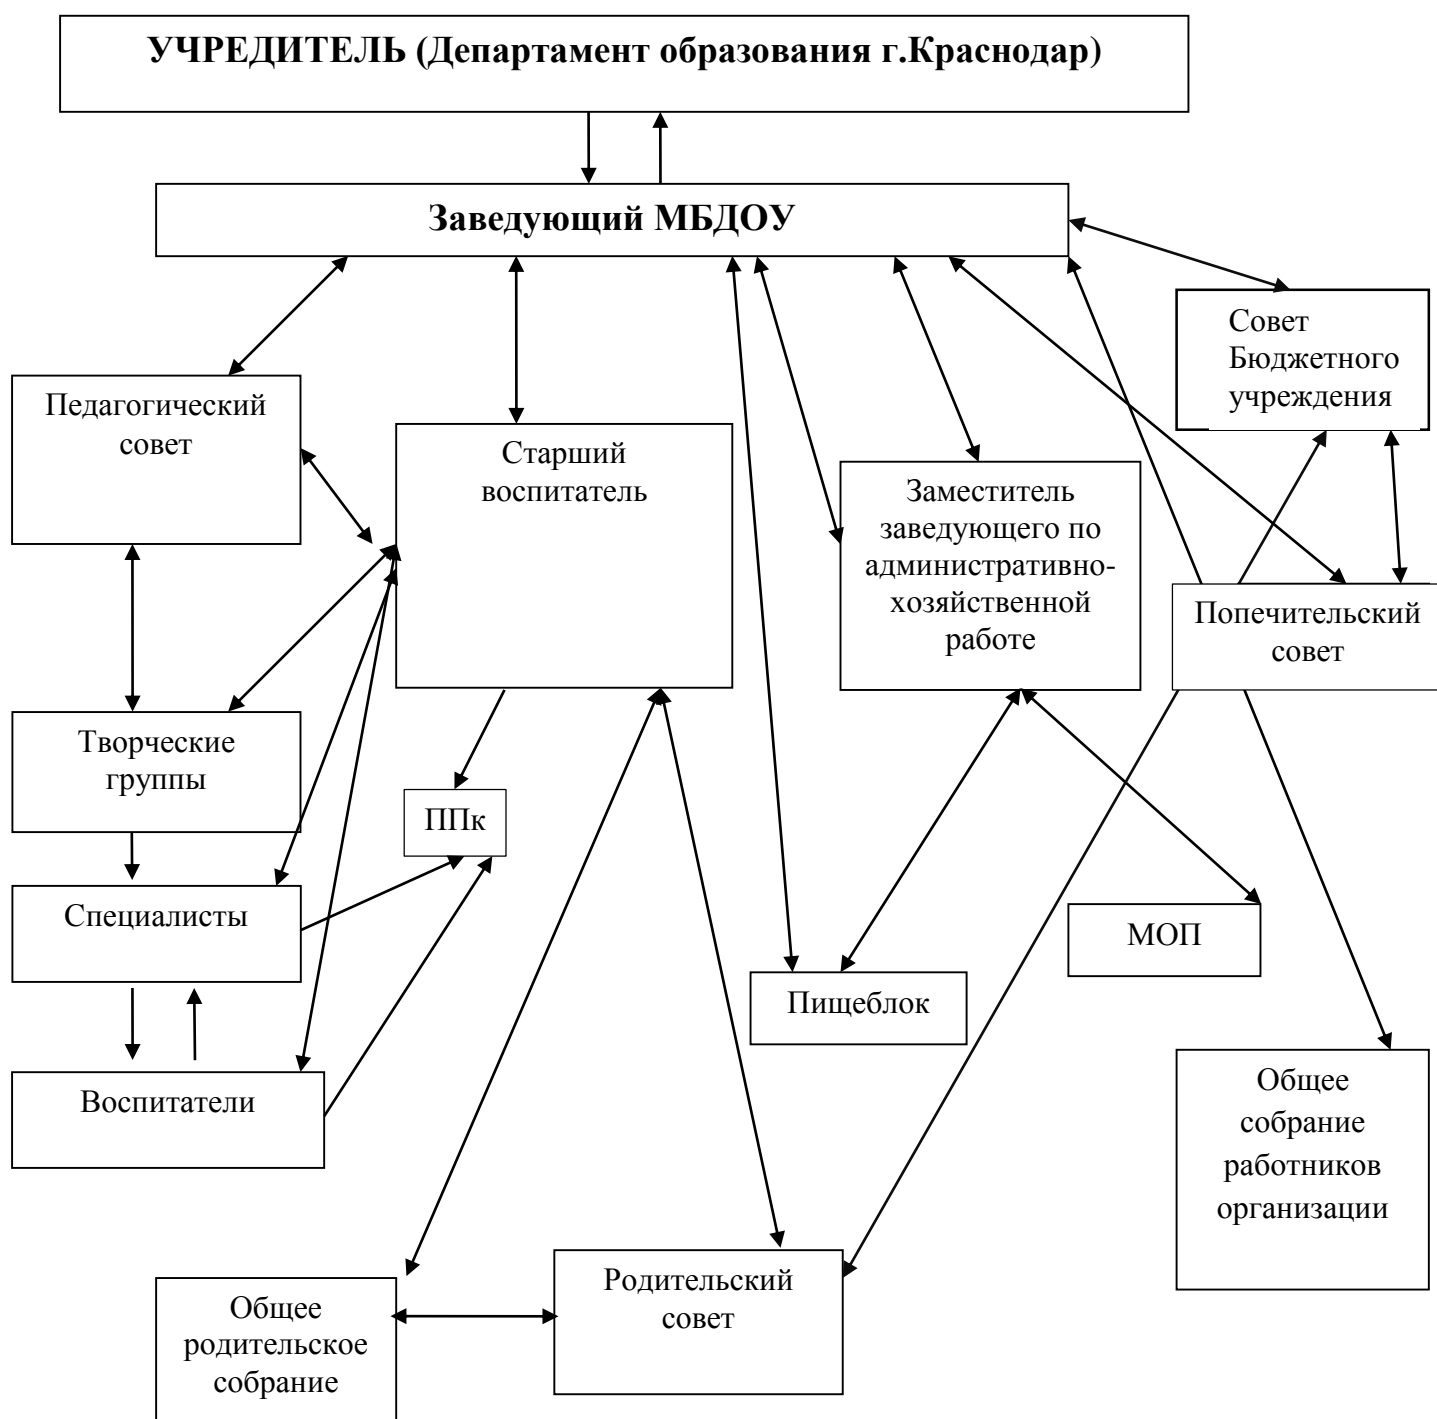 УЧРЕДИТЕЛЬ (Департамент образования г.Краснодар)
Заведующий МБДОУ
Совет
Бюджетного
учреждения
Педагогический
совет
Старший
воспитатель
Заместитель
заведующего по
административно-
хозяйственной
работе
Попечительский
совет
Творческие
группы
ППк
Специалисты
МОП
Пищеблок
Воспитатели
Общее
собрание
работников
организации
Родительский
совет
Общее
родительское
собрание